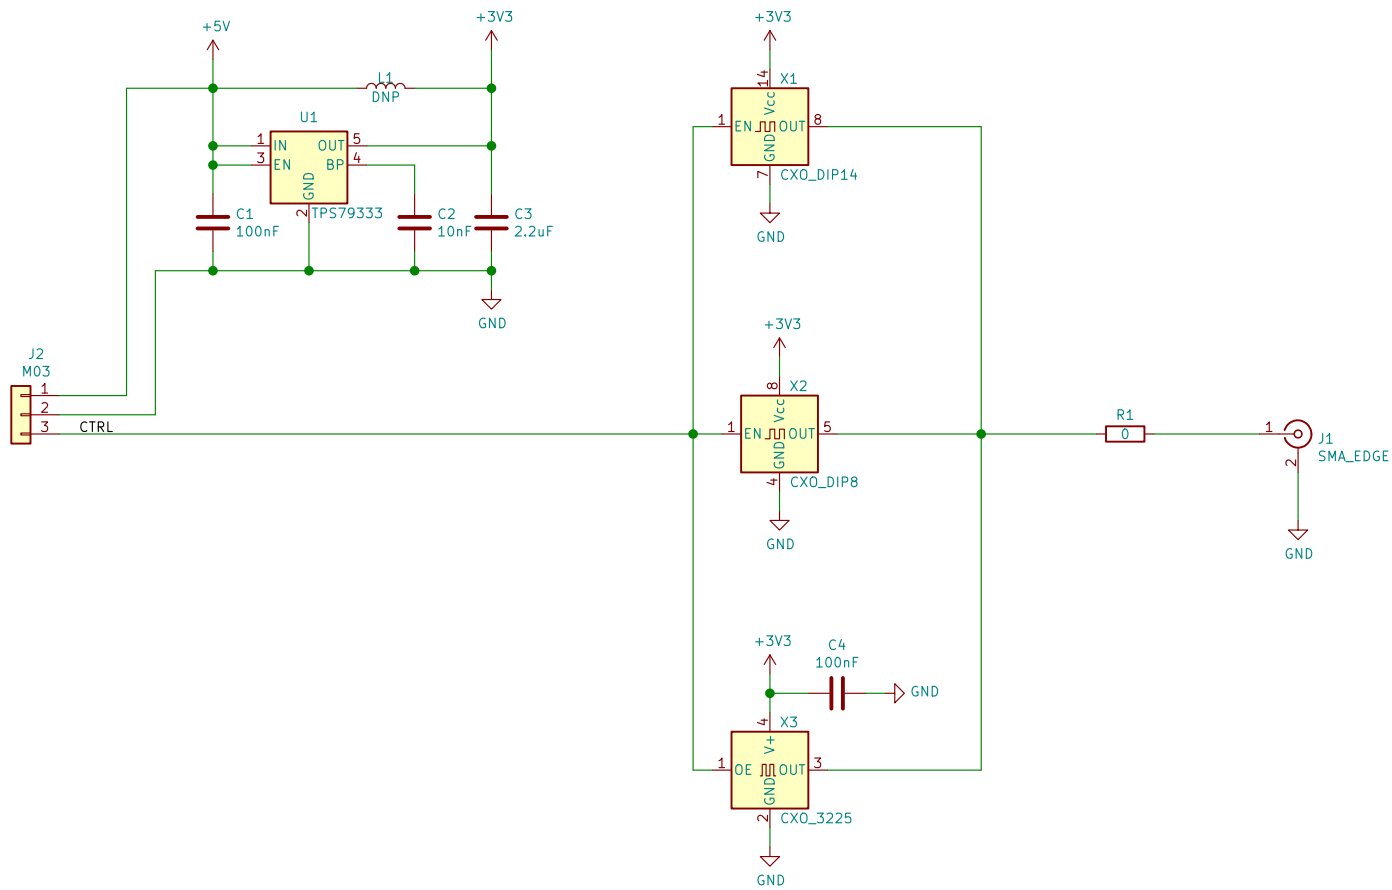 +5V
+3V3
L1
DNP
U1
1 IN OUT 5
3 EN BP 4
GND
2
TPS79333
C1
100nF
C2
10nF
C3
2.2uF
GND
J2
M03
1
2
3
CTRL
+3V3
14
X1
Vcc
1 EN OUT 8
GND
7
CXO_DIP14
GND
+3V3
8
X2
Vcc
1 EN OUT 5
GND
4
CXO_DIP8
GND
R1
0
1
J1
SMA_EDGE
2
GND
+3V3
C4
100nF
GND
4
X3
V+
1 OE OUT 3
GND
2
CXO_3225
GND